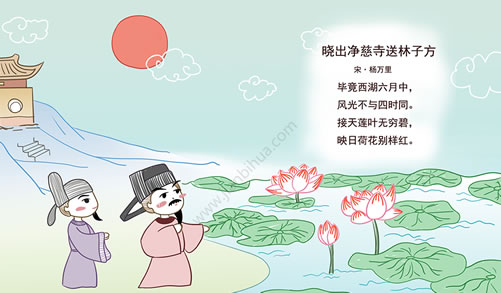 晓出净慈寺送林子方
宋·杨万里
毕竟西湖六月中，
风光不与四时同。
接天莲叶无穷碧，
映日荷花别样红。